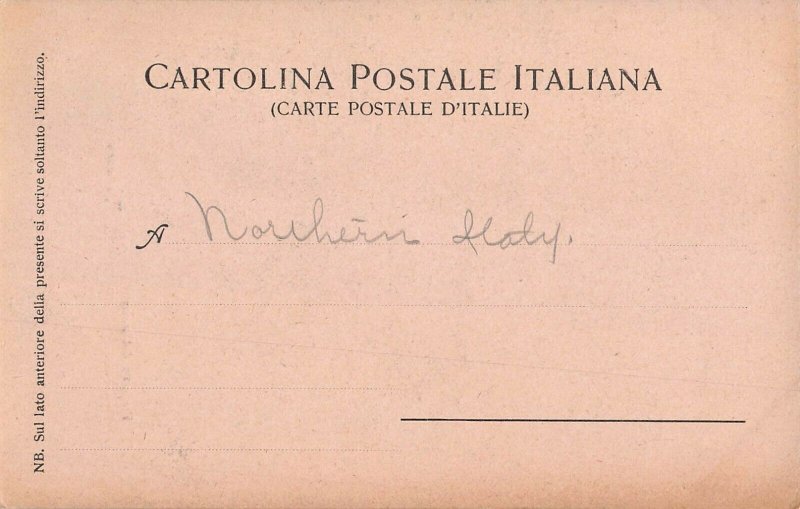 CARTOLINA POSTALE ITALIANA
(CARTE POSTALE D'ITALIE)
A Northern Italy.
NB. Sul lato anteriore della presente si scrive soltanto l'indirizzo.